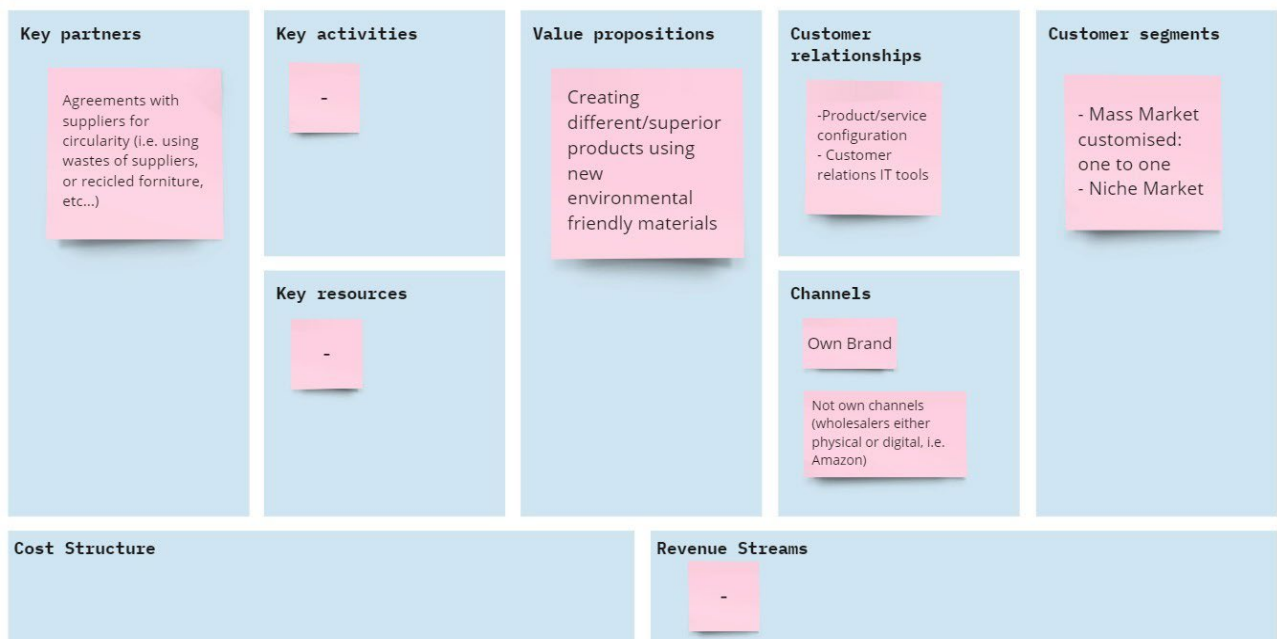 Key partners
Agreements with
suppliers for
circularity (i.e. using
wastes of suppliers,
or recicled forniture,
etc...)
Key activities
-
Key resources
-
Value propositions
Creating
different/superior
products using
new
environmental
friendly materials
Customer
relationships
-Product/service
configuration
- Customer
relations IT tools
Channels
Own Brand
Not own channels
(wholesalers either
physical or digital, i.e.
Amazon)
Customer segments
- Mass Market
customised:
one to one
- Niche Market
Cost Structure
Revenue Streams
-